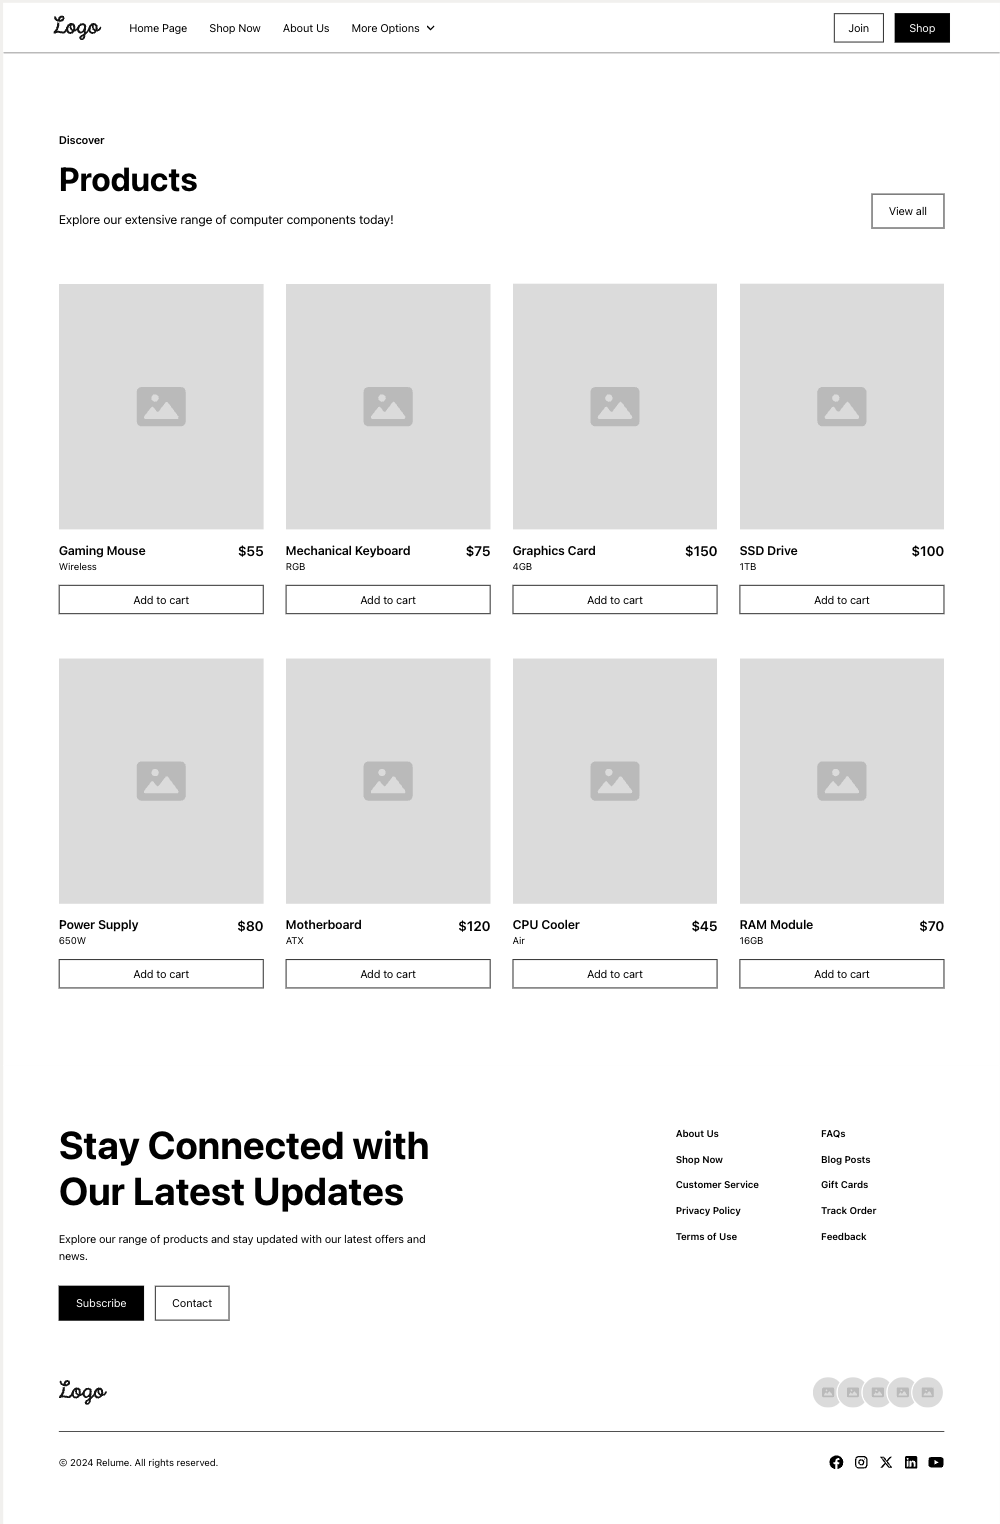 Logo
Home Page
Shop Now
About Us
More Options
Join
Shop
Discover
Products
Explore our extensive range of computer components today!
View all
Gaming Mouse
$55
Wireless
Add to cart
Mechanical Keyboard
$75
RGB
Add to cart
Graphics Card
$150
4GB
Add to cart
SSD Drive
$100
1TB
Add to cart
Power Supply
$80
650W
Add to cart
Motherboard
$120
ATX
Add to cart
CPU Cooler
$45
Air
Add to cart
RAM Module
$70
16GB
Add to cart
Stay Connected with
Our Latest Updates
Explore our range of products and stay updated with our latest offers and
news.
Subscribe
Contact
About Us
Shop Now
Customer Service
Privacy Policy
Terms of Use
FAQs
Blog Posts
Gift Cards
Track Order
Feedback
Logo
© 2024 Relume. All rights reserved.